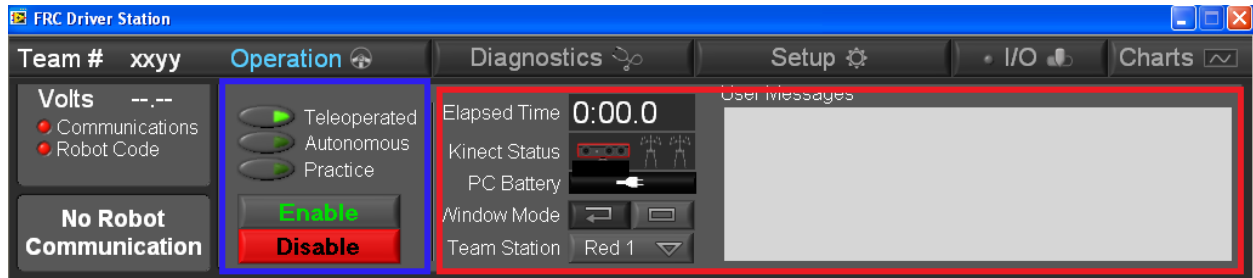 FRC Driver Station
Team # xxyy Operation Diagnostics Setup I/O Charts
Volts --.--
Communications
Robot Code
No Robot
Communication
Teleoperated
Autonomous
Practice
Enable
Disable
Elapsed Time 0:00.0
Kinect Status
PC Battery
Window Mode
Team Station Red 1
User Messages